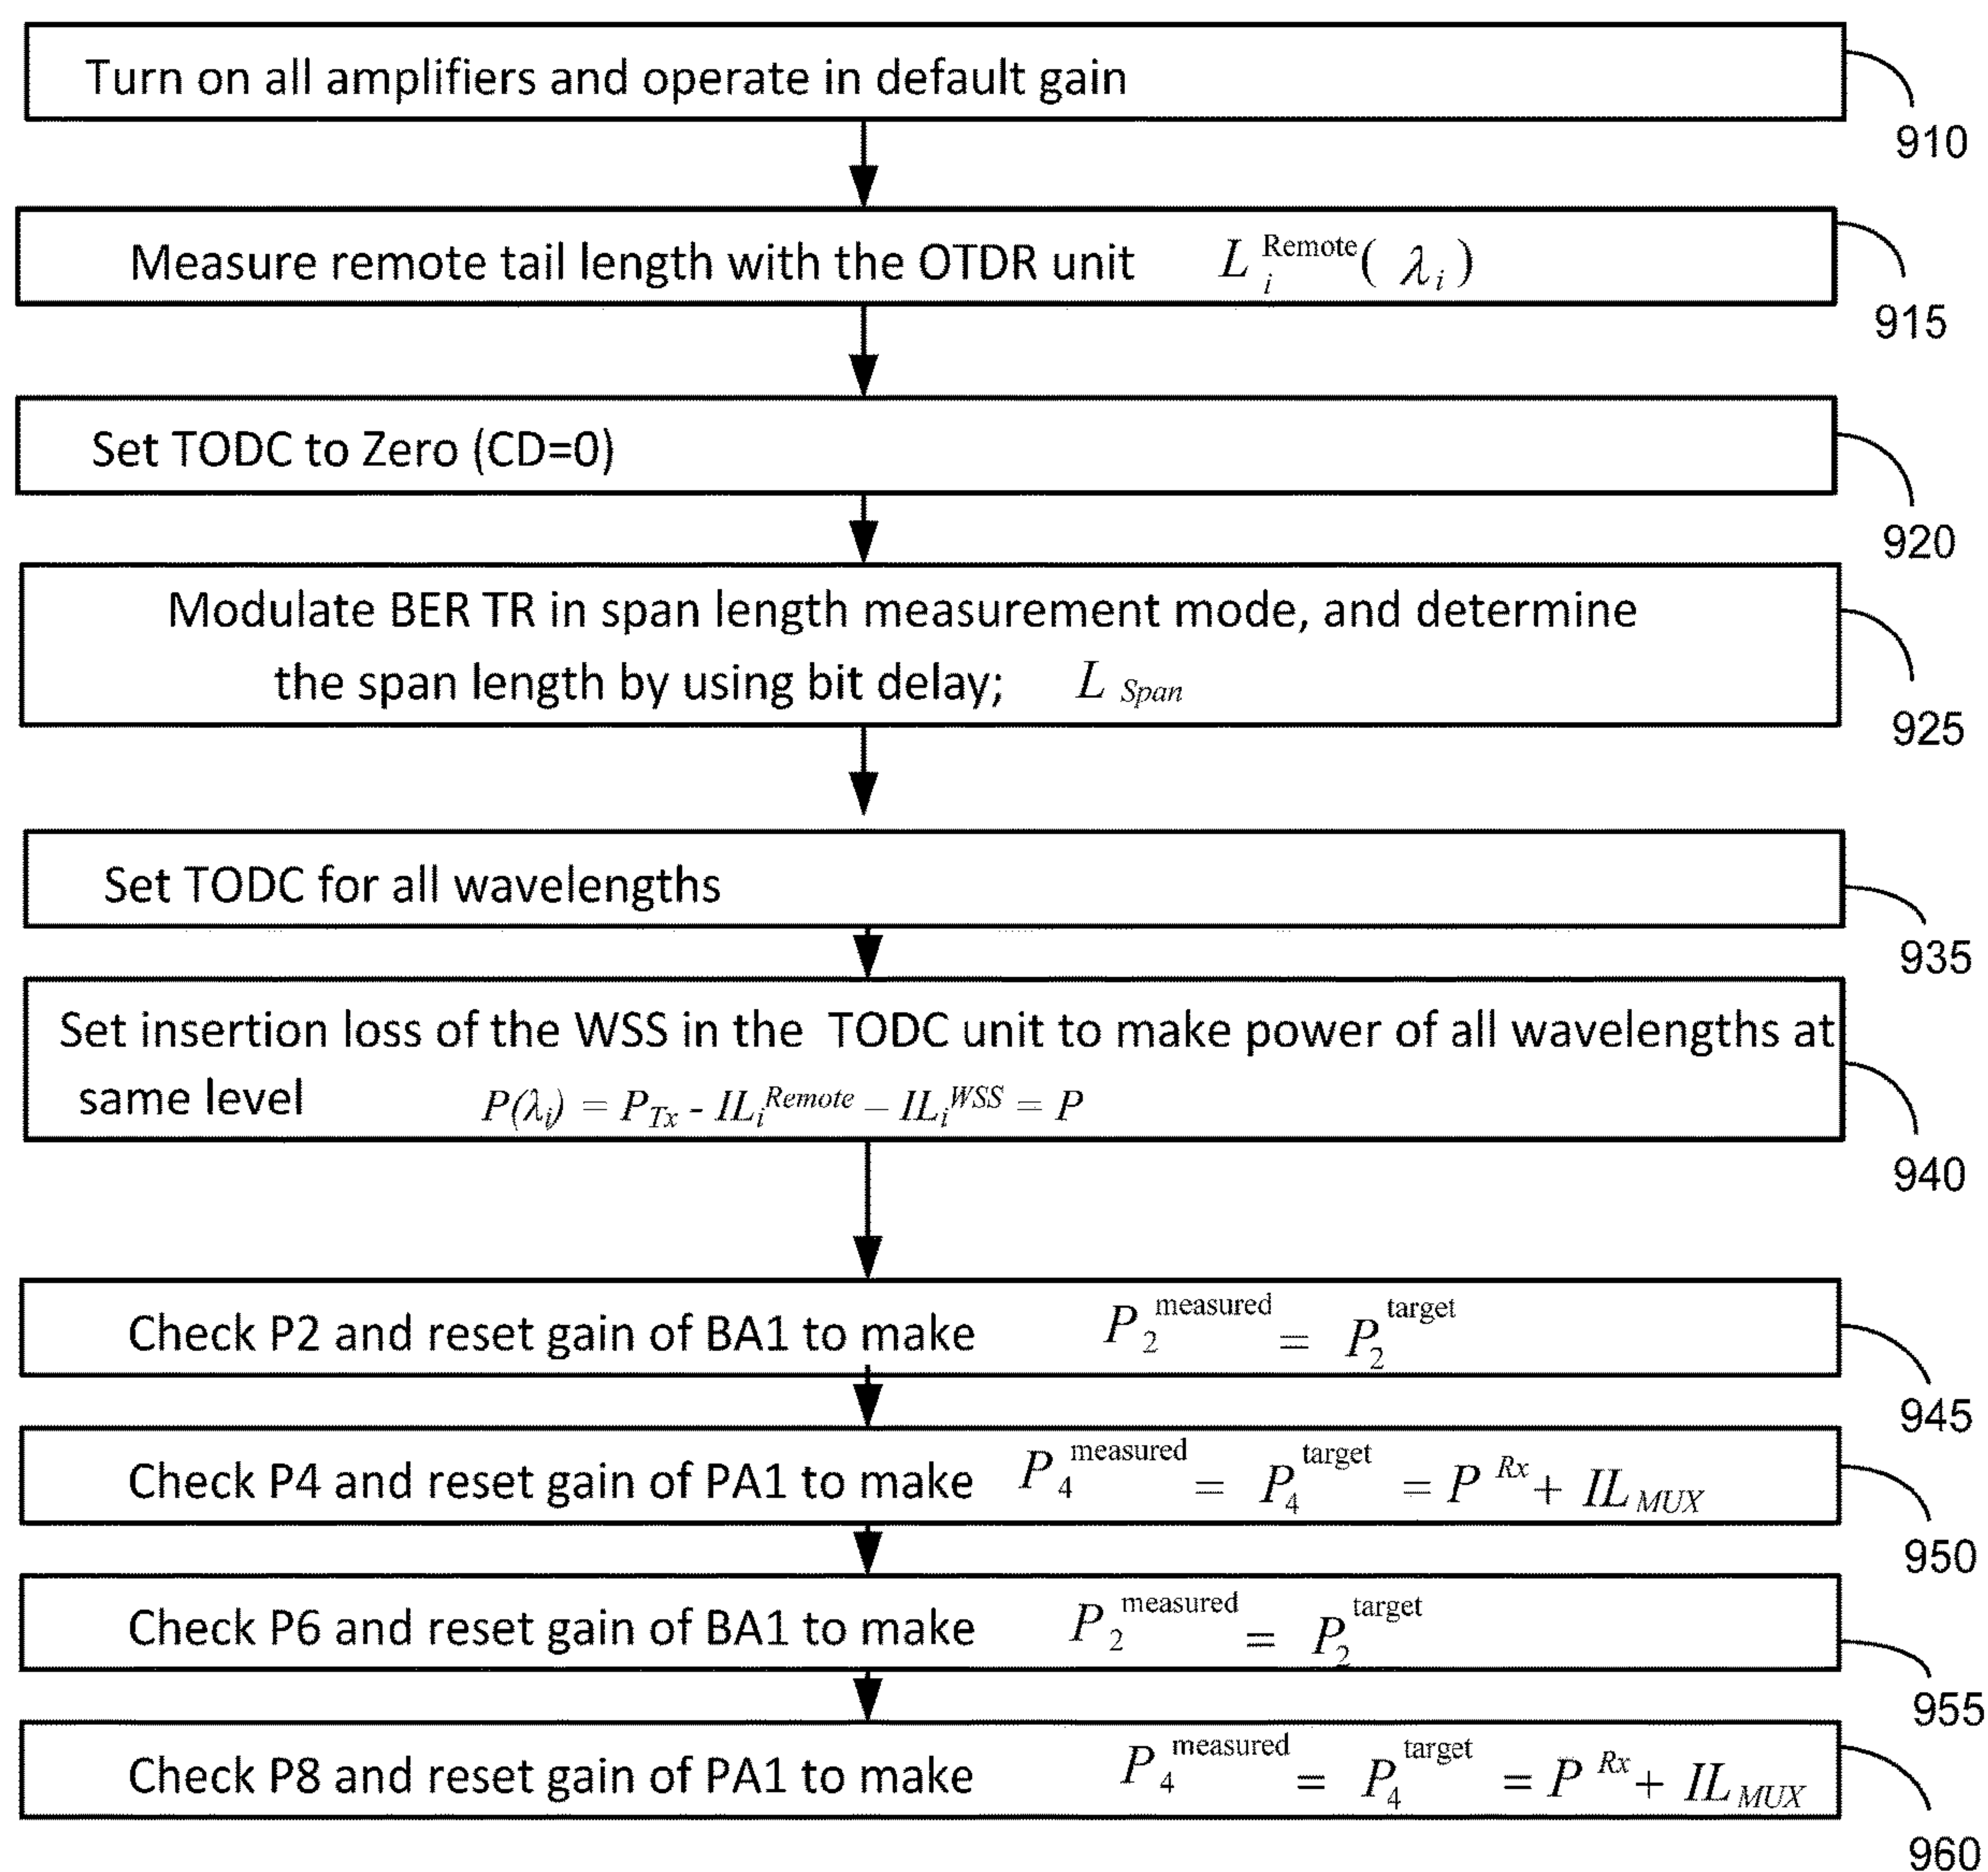 Turn on all amplifiers and operate in default gain
910
Measure remote tail length with the OTDR unit L_i^Remote( λ_i )
915
Set TODC to Zero (CD=0)
920
Modulate BER TR in span length measurement mode, and determine
the span length by using bit delay; L_Span
925
Set TODC for all wavelengths
935
Set insertion loss of the WSS in the TODC unit to make power of all wavelengths at
same level P(λ_i) = P_Tx - IL_i^Remote – IL_i^WSS = P
940
Check P2 and reset gain of BA1 to make P_2^measured = P_2^target
945
Check P4 and reset gain of PA1 to make P_4^measured = P_4^target = P^Rx + IL_MUX
950
Check P6 and reset gain of BA1 to make P_2^measured = P_2^target
955
Check P8 and reset gain of PA1 to make P_4^measured = P_4^target = P^Rx + IL_MUX
960